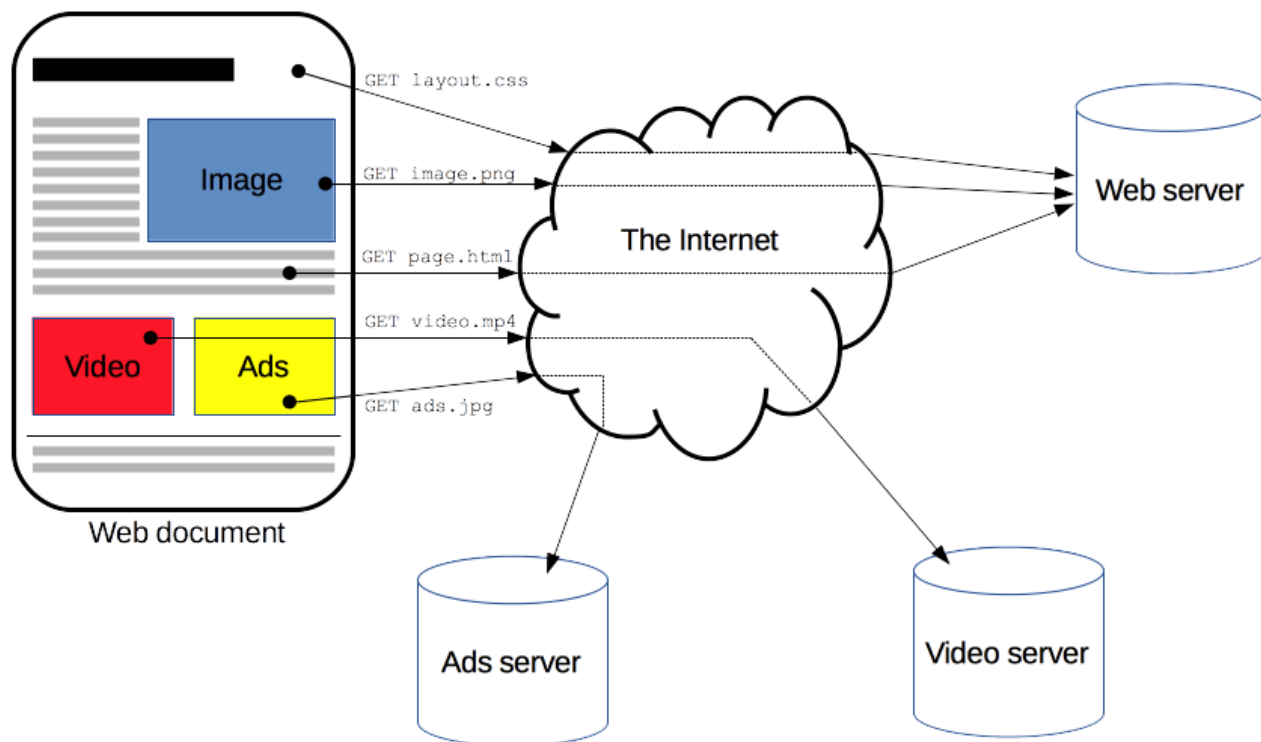 GET layout.css
Image
GET image.png
Web server
The Internet
GET page.html
GET video.mp4
Video
Ads
GET ads.jpg
Web document
Ads server
Video server